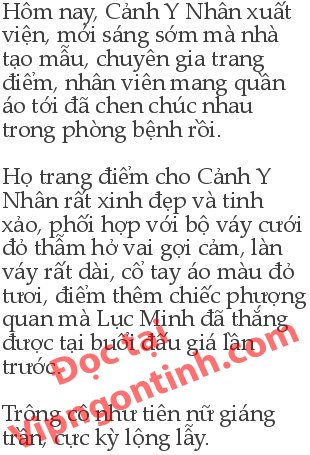 Hôm nay, Cảnh Y Nhân xuất
viện, mới sáng sớm mà nhà
tạo mẫu, chuyên gia trang
điểm, nhân viên mang quần
áo tới đã chen chúc nhau
trong phòng bệnh rồi.
Họ trang điểm cho Cảnh Y
Nhân rất xinh đẹp và tinh
xảo, phối hợp với bộ váy cưới
đỏ thẫm hở vai gợi cảm, làn
váy rất dài, cổ tay áo màu đỏ
tươi, điểm thêm chiếc phượng
quan mà Lục Minh đã thắng
được tại buổi đấu giá lần
trước.
Trông cô như tiên nữ giáng
trần, cực kỳ lộng lẫy.
Đọc tại
Vipngontinh.com